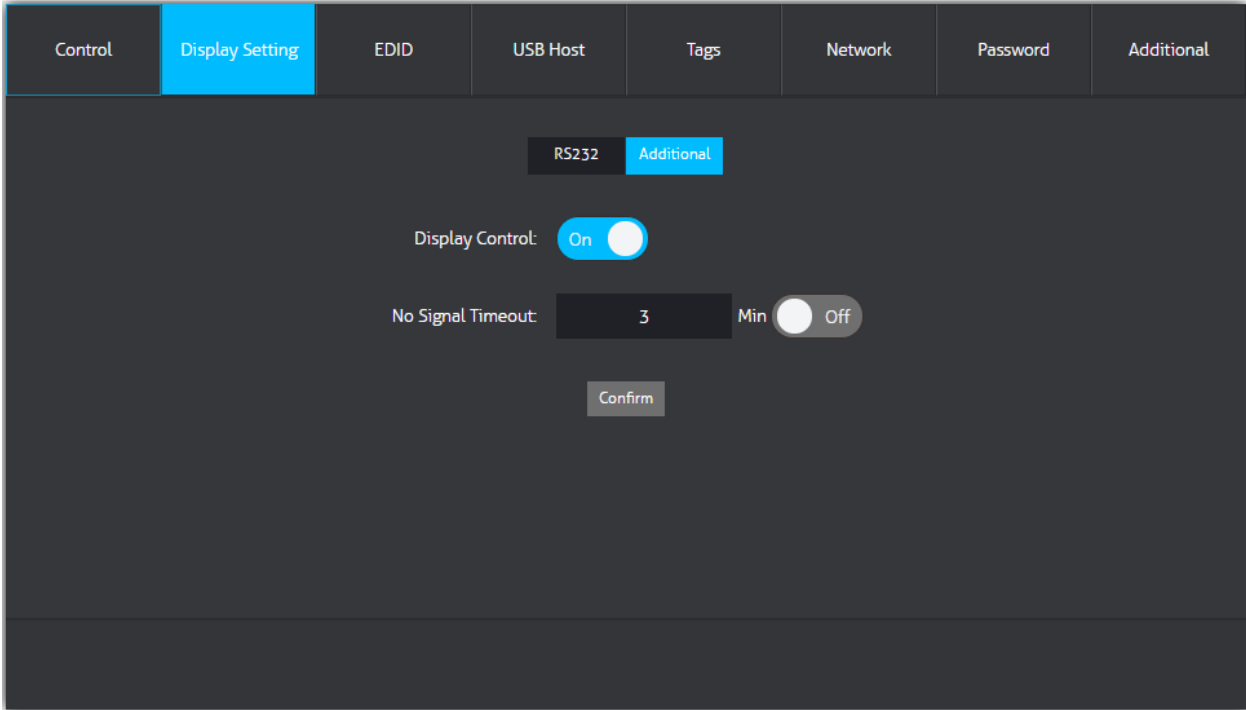 Control Display Setting EDID USB Host Tags Network Password Additional
RS232 Additional
Display Control: On
No Signal Timeout: 3 Min Off
Confirm